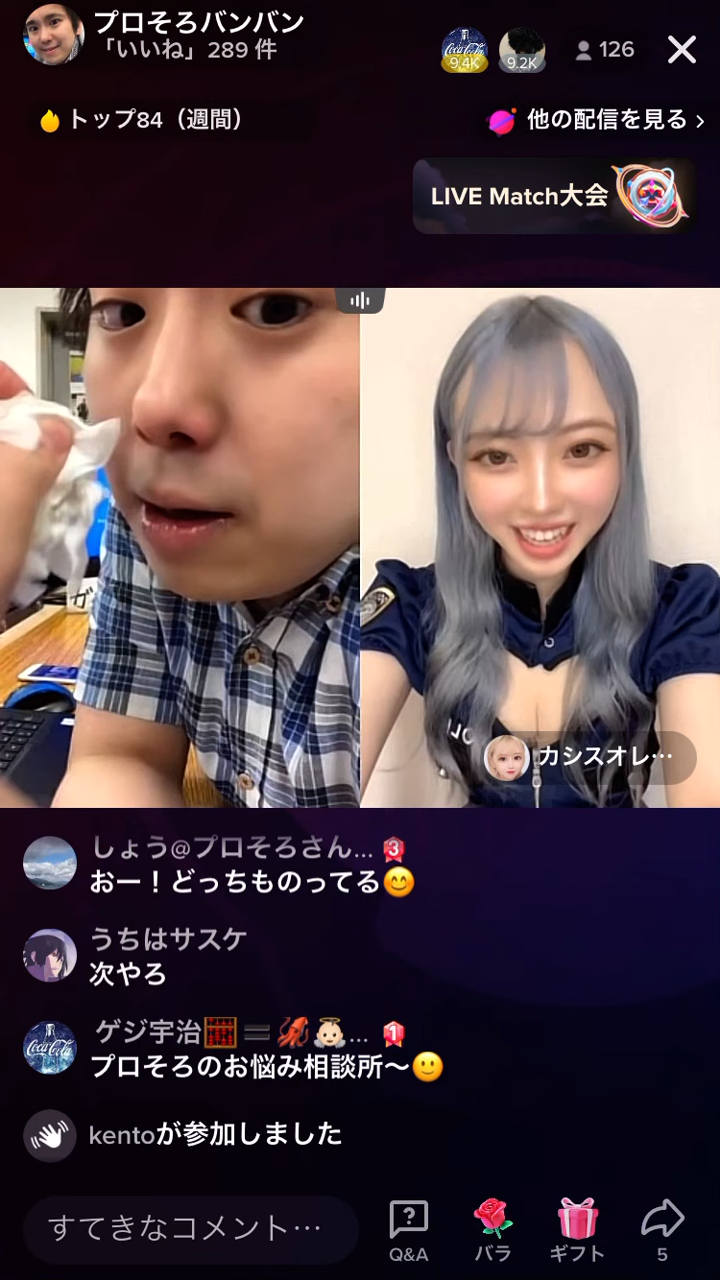 プロそろバンバン
「いいね」289 件
9.4K
9.2K
126
トップ84（週間）
他の配信を見る
LIVE Match大会
カシスオレ…
しょう@プロそろさん... 3
おー！どっちものってる😊
うちはサスケ
次やろ
ゲジ宇治🧮🟰🦑👼🏻... 1
プロそろのお悩み相談所〜🙂
kentoが参加しました
すてきなコメント…
Q&A
バラ
ギフト
5
Coca-Cola